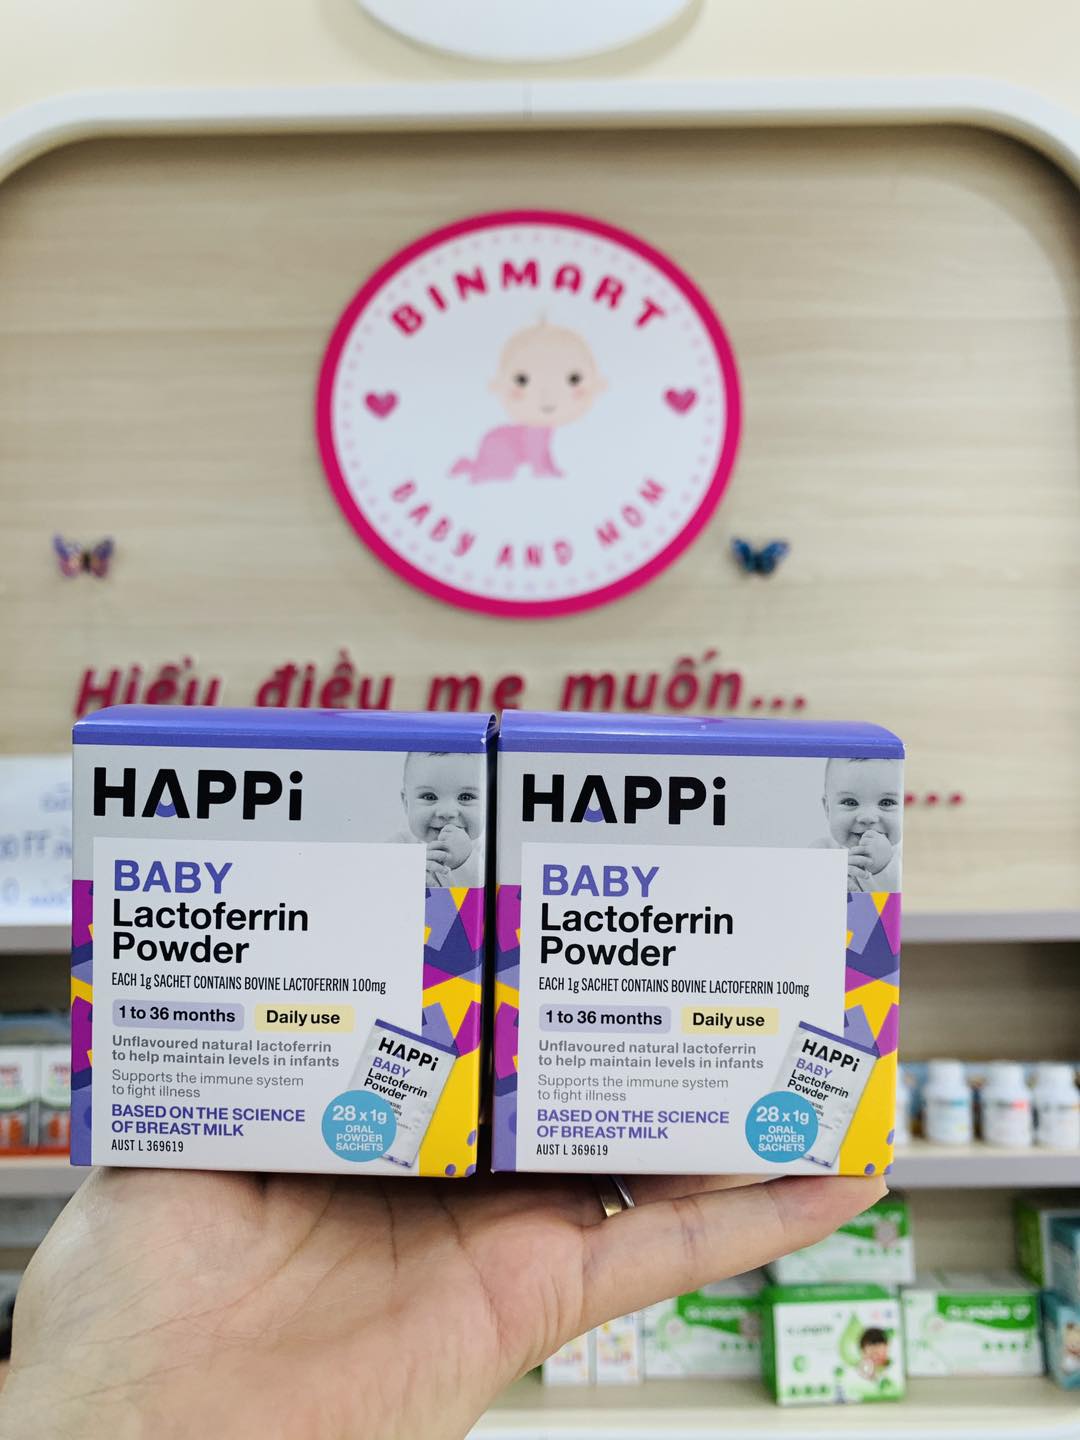 BINMART
BABY AND MOM
Hiểu điều mẹ muốn...
HAPPi
BABY
Lactoferrin
Powder
EACH 1g SACHET CONTAINS BOVINE LACTOFERRIN 100mg
1 to 36 months
Daily use
Unflavoured natural lactoferrin
to help maintain levels in infants
Supports the immune system
to fight illness
BASED ON THE SCIENCE
OF BREAST MILK
AUST L 369619
HAPPi
BABY
Lactoferrin
Powder
28 x 1g
ORAL
POWDER
SACHETS
HAPPi
BABY
Lactoferrin
Powder
EACH 1g SACHET CONTAINS BOVINE LACTOFERRIN 100mg
1 to 36 months
Daily use
Unflavoured natural lactoferrin
to help maintain levels in infants
Supports the immune system
to fight illness
BASED ON THE SCIENCE
OF BREAST MILK
AUST L 369619
HAPPi
BABY
Lactoferrin
Powder
28 x 1g
ORAL
POWDER
SACHETS